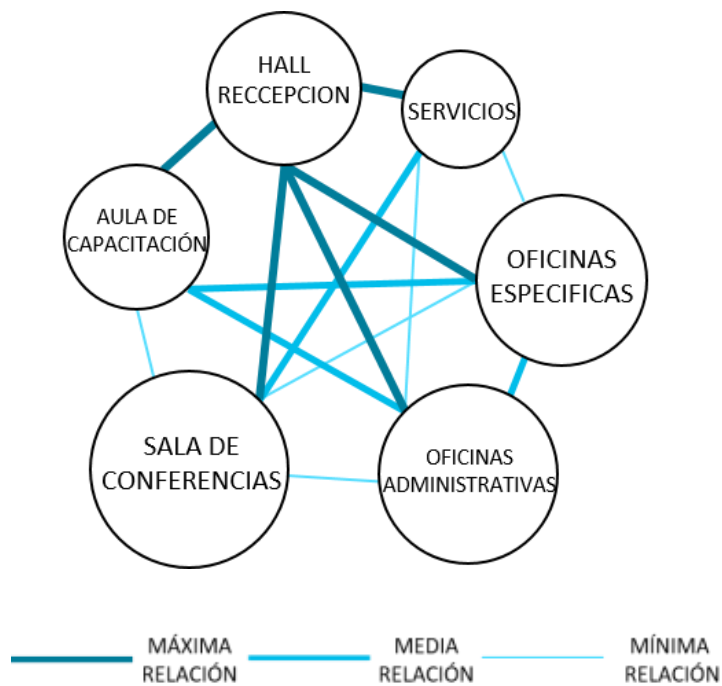 HALL
RECCEPCION
SERVICIOS
AULA DE
CAPACITACIÓN
OFICINAS
ESPECIFICAS
SALA DE
CONFERENCIAS
OFICINAS
ADMINISTRATIVAS
MÁXIMA
RELACIÓN
MEDIA
RELACIÓN
MÍNIMA
RELACIÓN